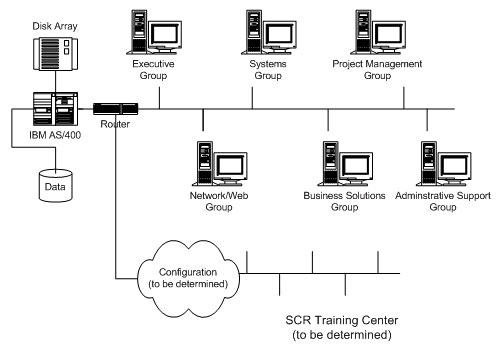 Disk Array
Executive
Group
Systems
Group
Project Management
Group
IBM AS/400
Router
Data
Network/Web
Group
Business Solutions
Group
Adminstrative Support
Group
Configuration
(to be determined)
SCR Training Center
(to be determined)